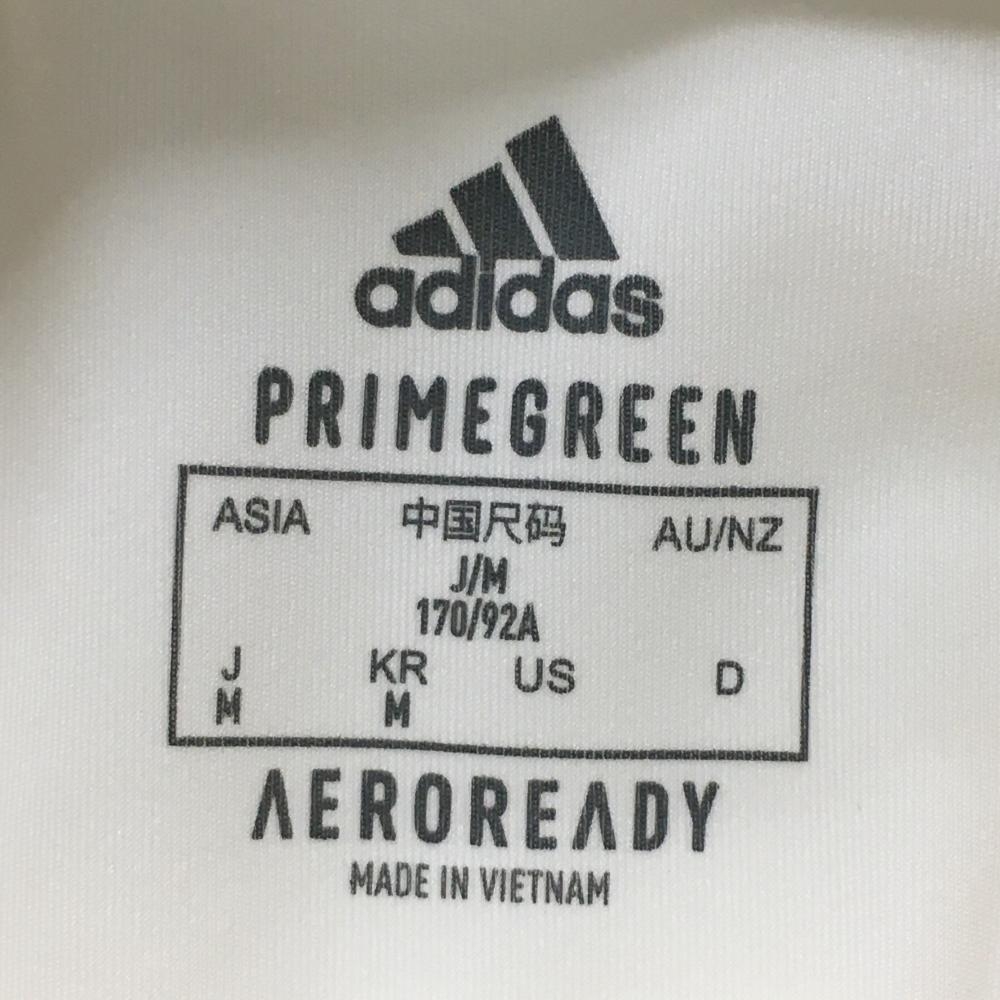 adidas
PRIMEGREEN
ASIA 中国尺码 AU/NZ
J/M
170/92A
J KR US D
M M
AEROREADY
MADE IN VIETNAM